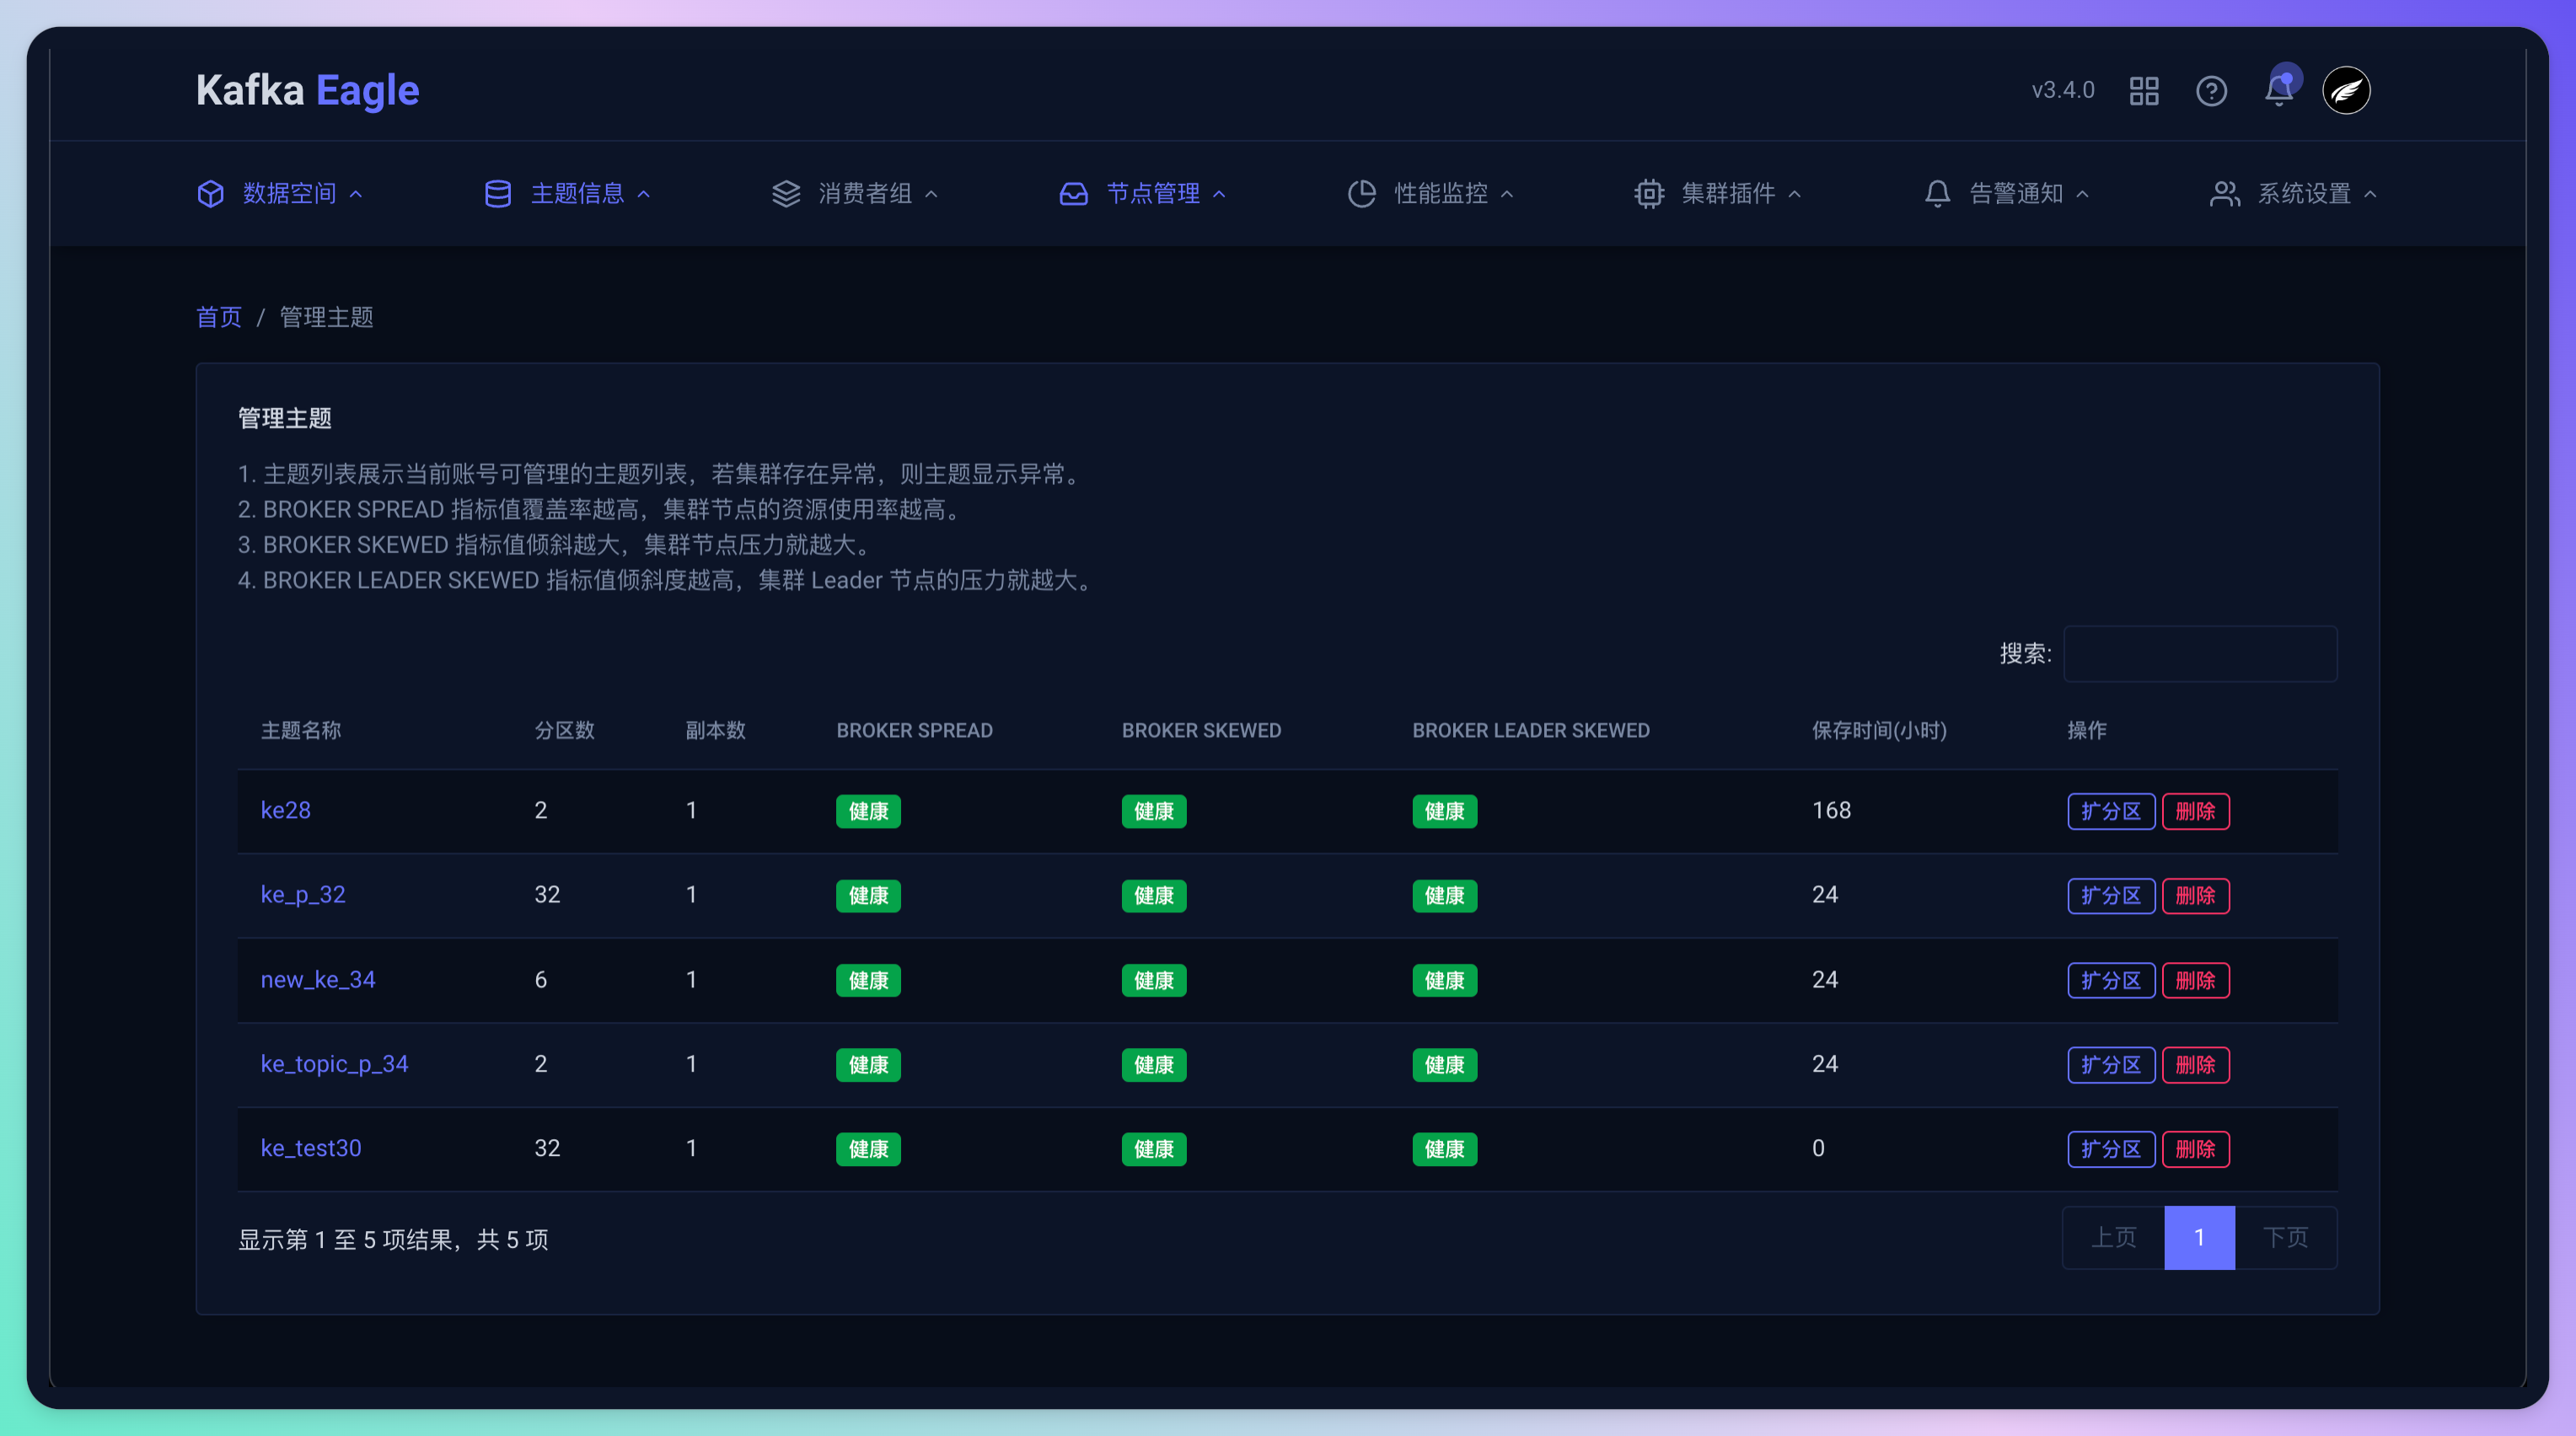 Kafka Eagle
v3.4.0
数据空间 主题信息 消费者组 节点管理 性能监控 集群插件 告警通知 系统设置
首页 / 管理主题
管理主题
1. 主题列表展示当前账号可管理的主题列表，若集群存在异常，则主题显示异常。
2. BROKER SPREAD 指标值覆盖率越高，集群节点的资源使用率越高。
3. BROKER SKEWED 指标值倾斜越大，集群节点压力就越大。
4. BROKER LEADER SKEWED 指标值倾斜度越高，集群 Leader 节点的压力就越大。
搜索:
主题名称 分区数 副本数 BROKER SPREAD BROKER SKEWED BROKER LEADER SKEWED 保存时间(小时) 操作
ke28 2 1 健康 健康 健康 168 扩分区 删除
ke_p_32 32 1 健康 健康 健康 24 扩分区 删除
new_ke_34 6 1 健康 健康 健康 24 扩分区 删除
ke_topic_p_34 2 1 健康 健康 健康 24 扩分区 删除
ke_test30 32 1 健康 健康 健康 0 扩分区 删除
显示第 1 至 5 项结果，共 5 项
上页 1 下页